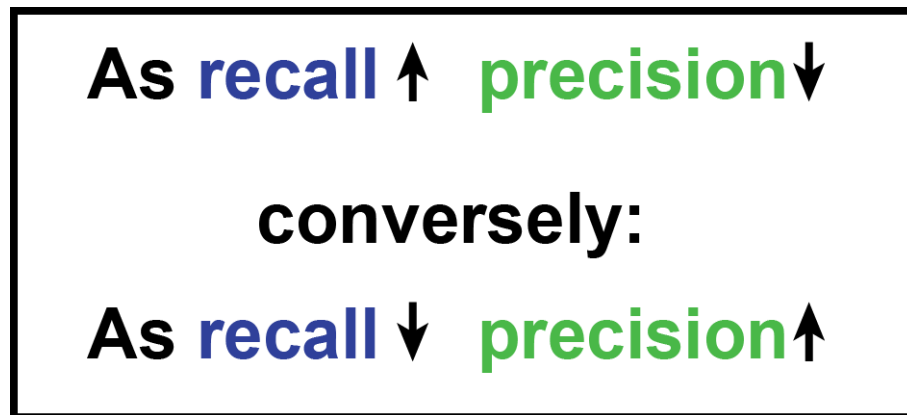 As recall ↑ precision ↓
conversely:
As recall ↓ precision ↑